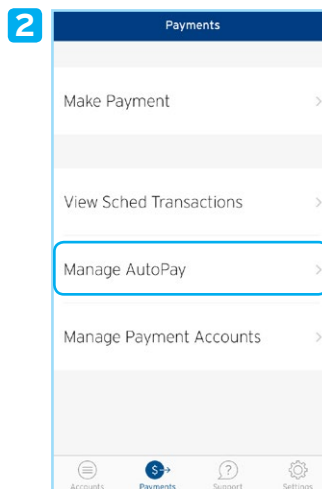 2
Payments
Make Payment
View Sched Transactions
Manage AutoPay
Manage Payment Accounts
$
?
Accounts Payments Support Settings